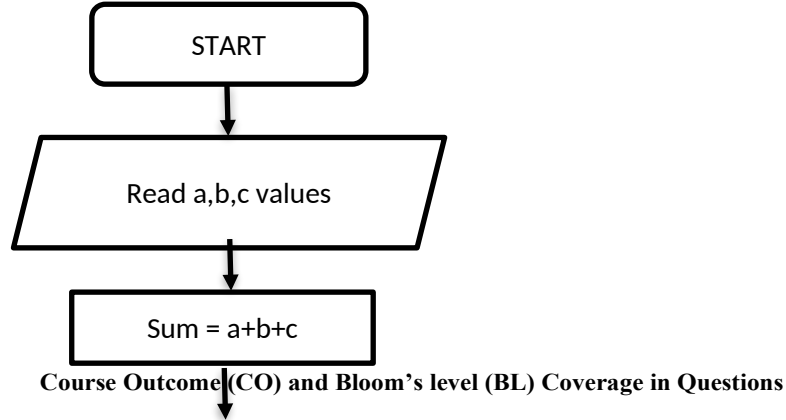 START
Read a,b,c values
Sum = a+b+c
Course Outcome (CO) and Bloom’s level (BL) Coverage in Questions